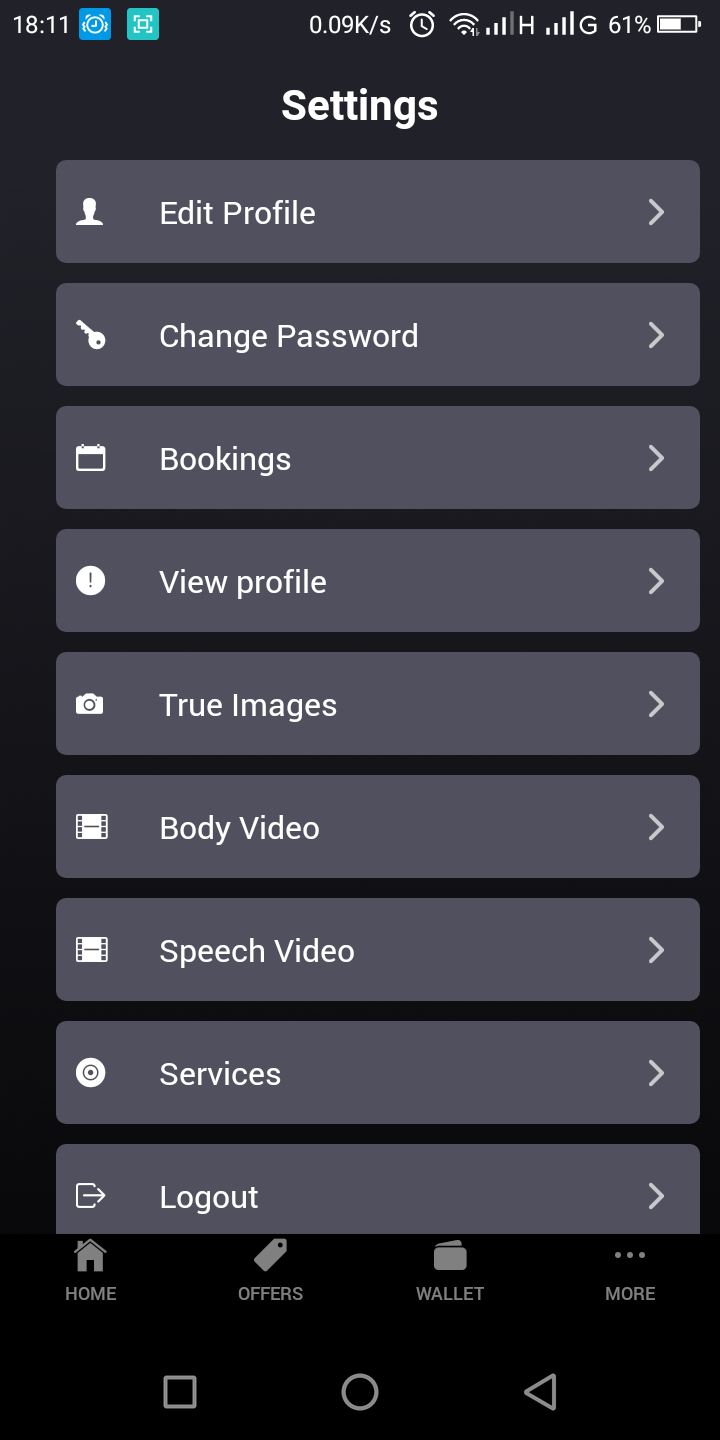 18:11 0.09K/s H G 61%
Settings
Edit Profile
Change Password
Bookings
View profile
True Images
Body Video
Speech Video
Services
Logout
HOME OFFERS WALLET MORE